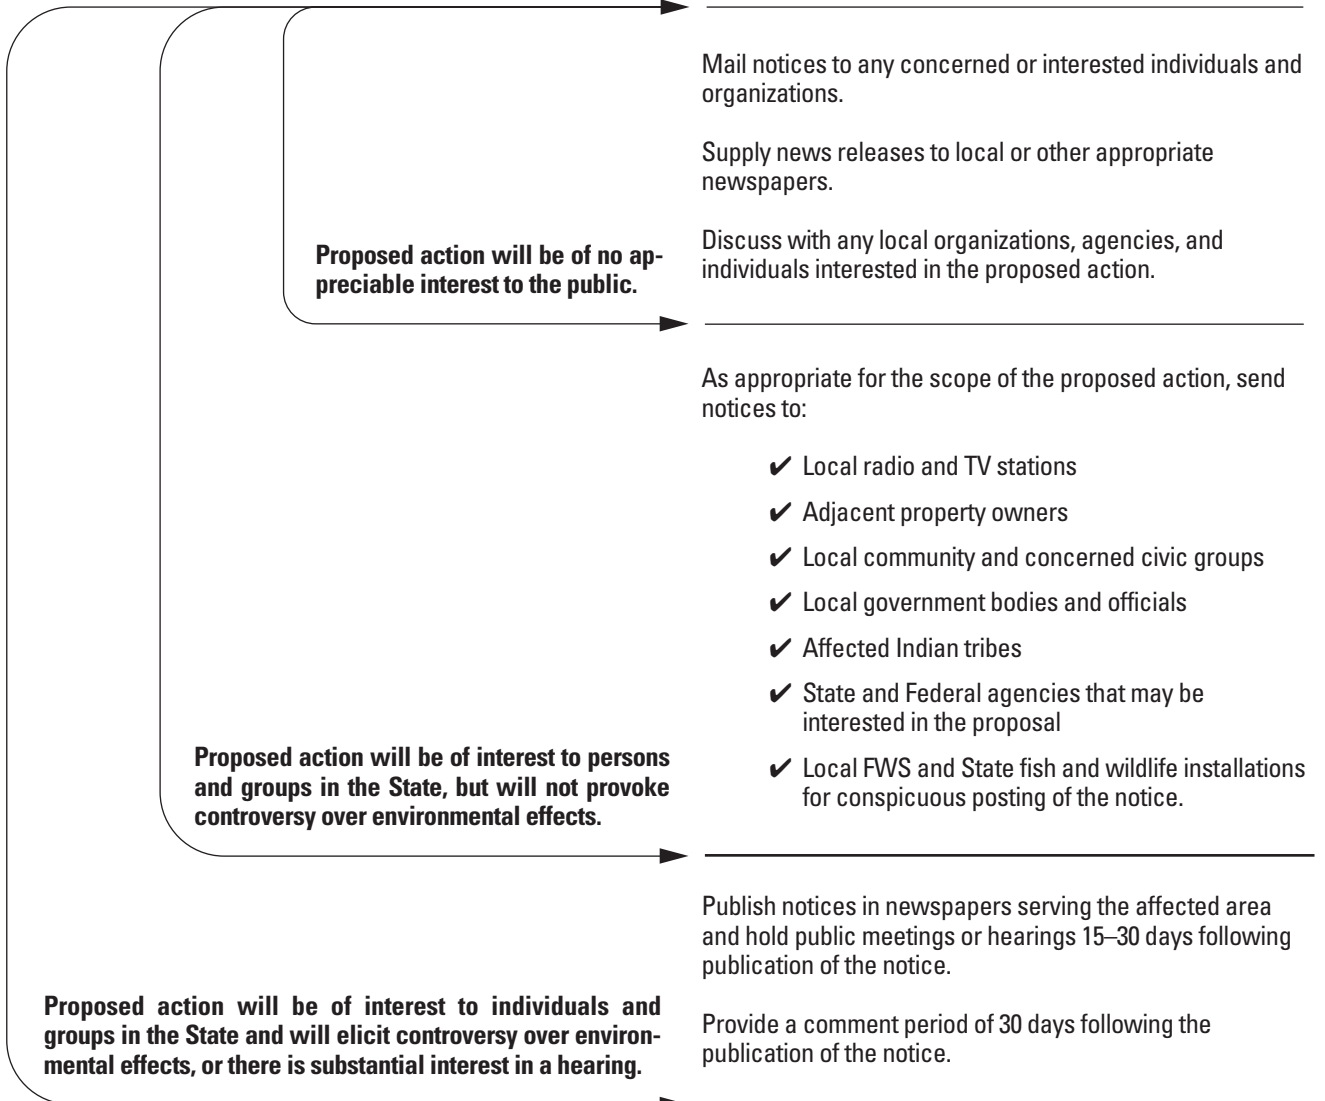 Mail notices to any concerned or interested individuals and
organizations.
Supply news releases to local or other appropriate
newspapers.
Discuss with any local organizations, agencies, and
individuals interested in the proposed action.
Proposed action will be of no ap-
preciable interest to the public.
As appropriate for the scope of the proposed action, send
notices to:
✔ Local radio and TV stations
✔ Adjacent property owners
✔ Local community and concerned civic groups
✔ Local government bodies and officials
✔ Affected Indian tribes
✔ State and Federal agencies that may be
interested in the proposal
✔ Local FWS and State fish and wildlife installations
for conspicuous posting of the notice.
Proposed action will be of interest to persons
and groups in the State, but will not provoke
controversy over environmental effects.
Publish notices in newspapers serving the affected area
and hold public meetings or hearings 15–30 days following
publication of the notice.
Provide a comment period of 30 days following the
publication of the notice.
Proposed action will be of interest to individuals and
groups in the State and will elicit controversy over environ-
mental effects, or there is substantial interest in a hearing.